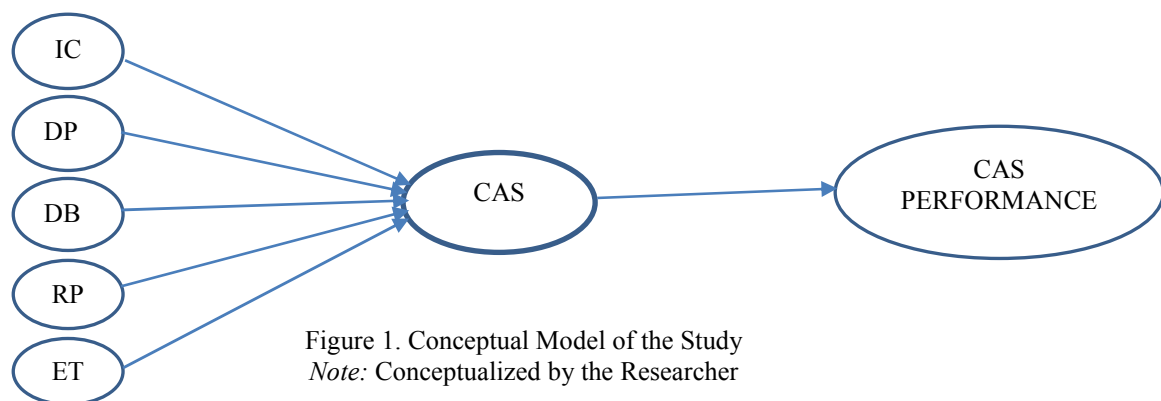 IC
DP
DB
RP
ET
CAS
CAS
PERFORMANCE
Figure 1. Conceptual Model of the Study
Note: Conceptualized by the Researcher